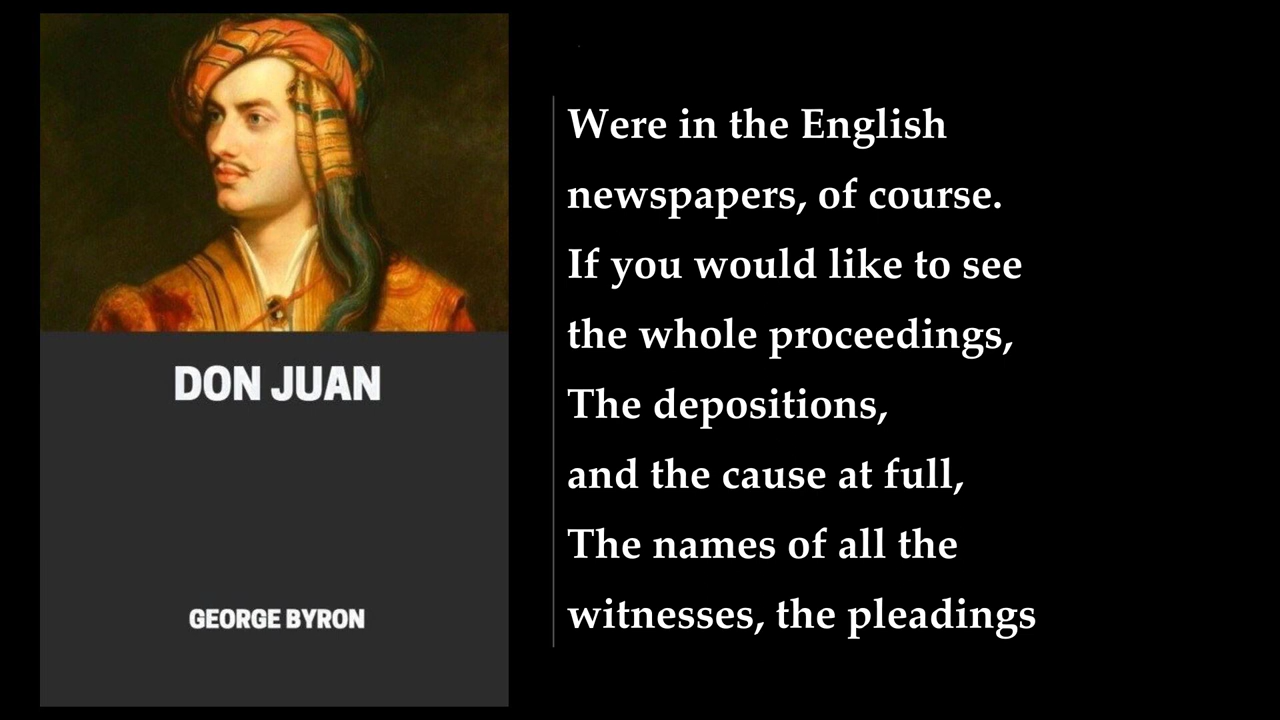 DON JUAN
GEORGE BYRON
Were in the English
newspapers, of course.
If you would like to see
the whole proceedings,
The depositions,
and the cause at full,
The names of all the
witnesses, the pleadings